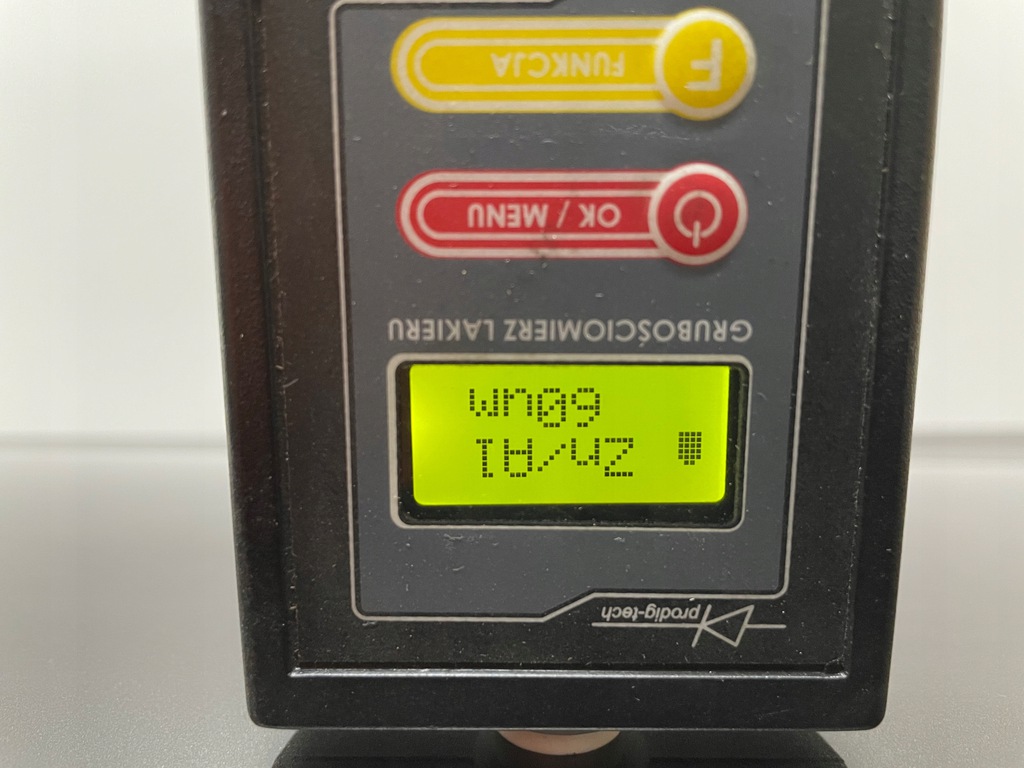 prodig-tech
Zn/Al
60um
GRUBOŚCIOMIERZ LAKIERU
OK / MENU
F FUNKCJA